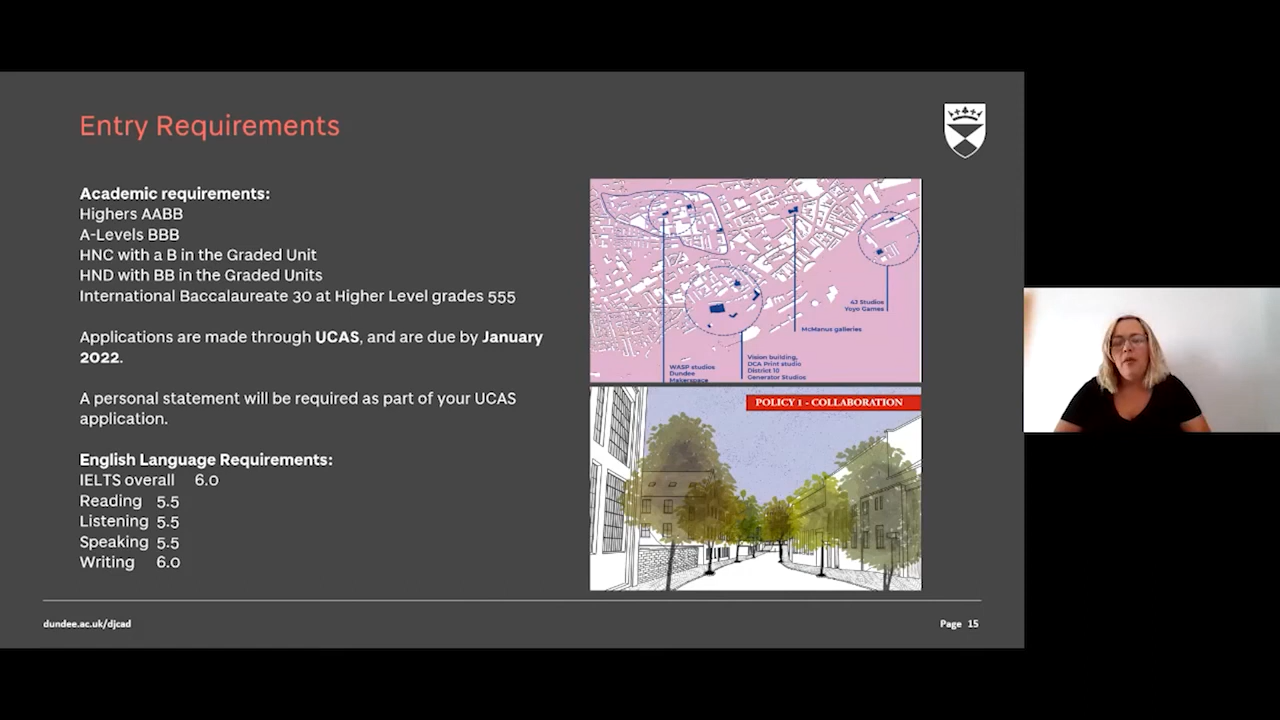 Entry Requirements
Academic requirements:
Highers AABB
A-Levels BBB
HNC with a B in the Graded Unit
HND with BB in the Graded Units
International Baccalaureate 30 at Higher Level grades 555
Applications are made through UCAS, and are due by January
2022.
A personal statement will be required as part of your UCAS
application.
English Language Requirements:
IELTS overall 6.0
Reading 5.5
Listening 5.5
Speaking 5.5
Writing 6.0
43 Studios
Yoyo Games
McManus galleries
Vision building,
DCA Print studio
District 10
Generator Studios
WASP studios
Dundee
Makerspace
POLICY 1 - COLLABORATION
dundee.ac.uk/djcad
Page 15